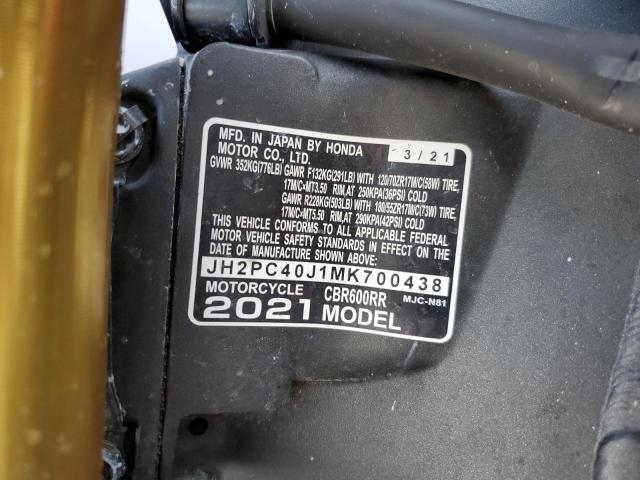 MFD. IN JAPAN BY HONDA 3/21
MOTOR CO., LTD.
GVWR 352KG(776LB) GAWR F132KG(291LB) WITH 120/70ZR17M/C(58W) TIRE,
17M/C×MT3.50 RIM,AT 250KPA(36PSI) COLD
GAWR R228KG(503LB) WITH 180/55ZR17M/C(73W) TIRE,
17M/C×MT5.50 RIM,AT 290KPA(42PSI) COLD
THIS VEHICLE CONFORMS TO ALL APPLICABLE FEDERAL
MOTOR VEHICLE SAFETY STANDARDS IN EFFECT ON THE
DATE OF MANUFACTURE SHOWN ABOVE:
JH2PC40J1MK700438
MOTORCYCLE CBR600RR MJC-N81
2021 MODEL